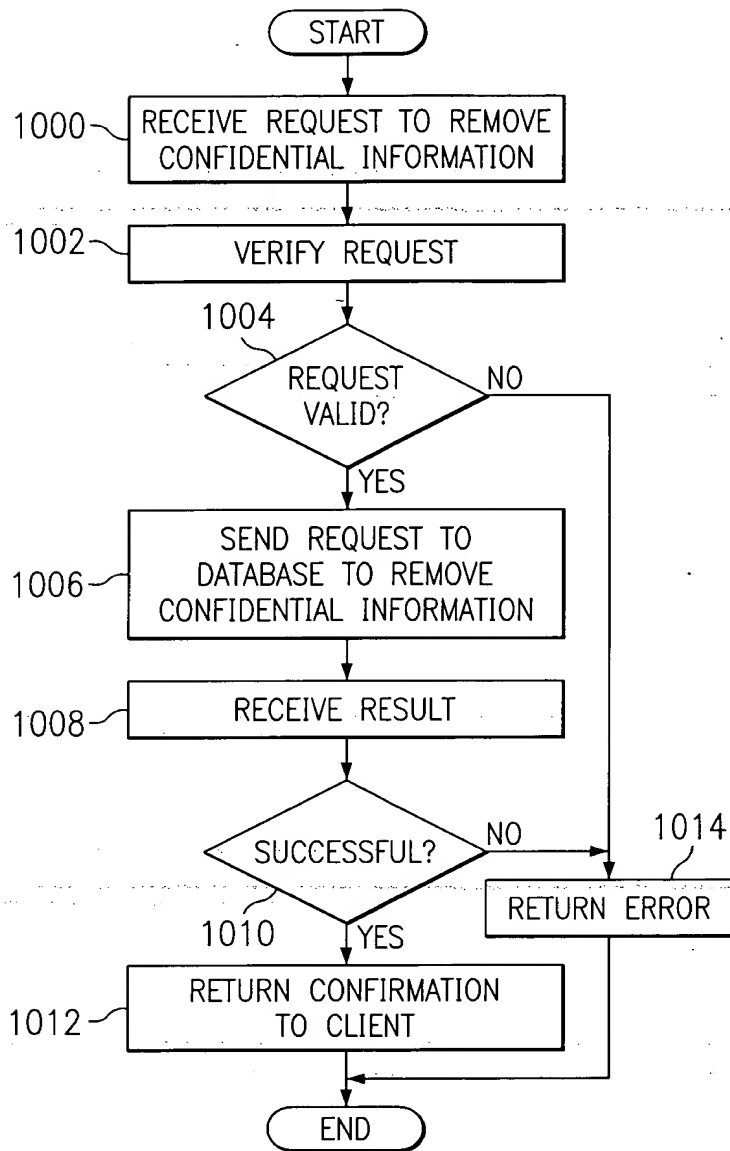 START
1000
RECEIVE REQUEST TO REMOVE
CONFIDENTIAL INFORMATION
1002
VERIFY REQUEST
1004
REQUEST
VALID?
NO
YES
1006
SEND REQUEST TO
DATABASE TO REMOVE
CONFIDENTIAL INFORMATION
1008
RECEIVE RESULT
SUCCESSFUL?
NO
1014
1010
YES
RETURN ERROR
1012
RETURN CONFIRMATION
TO CLIENT
END